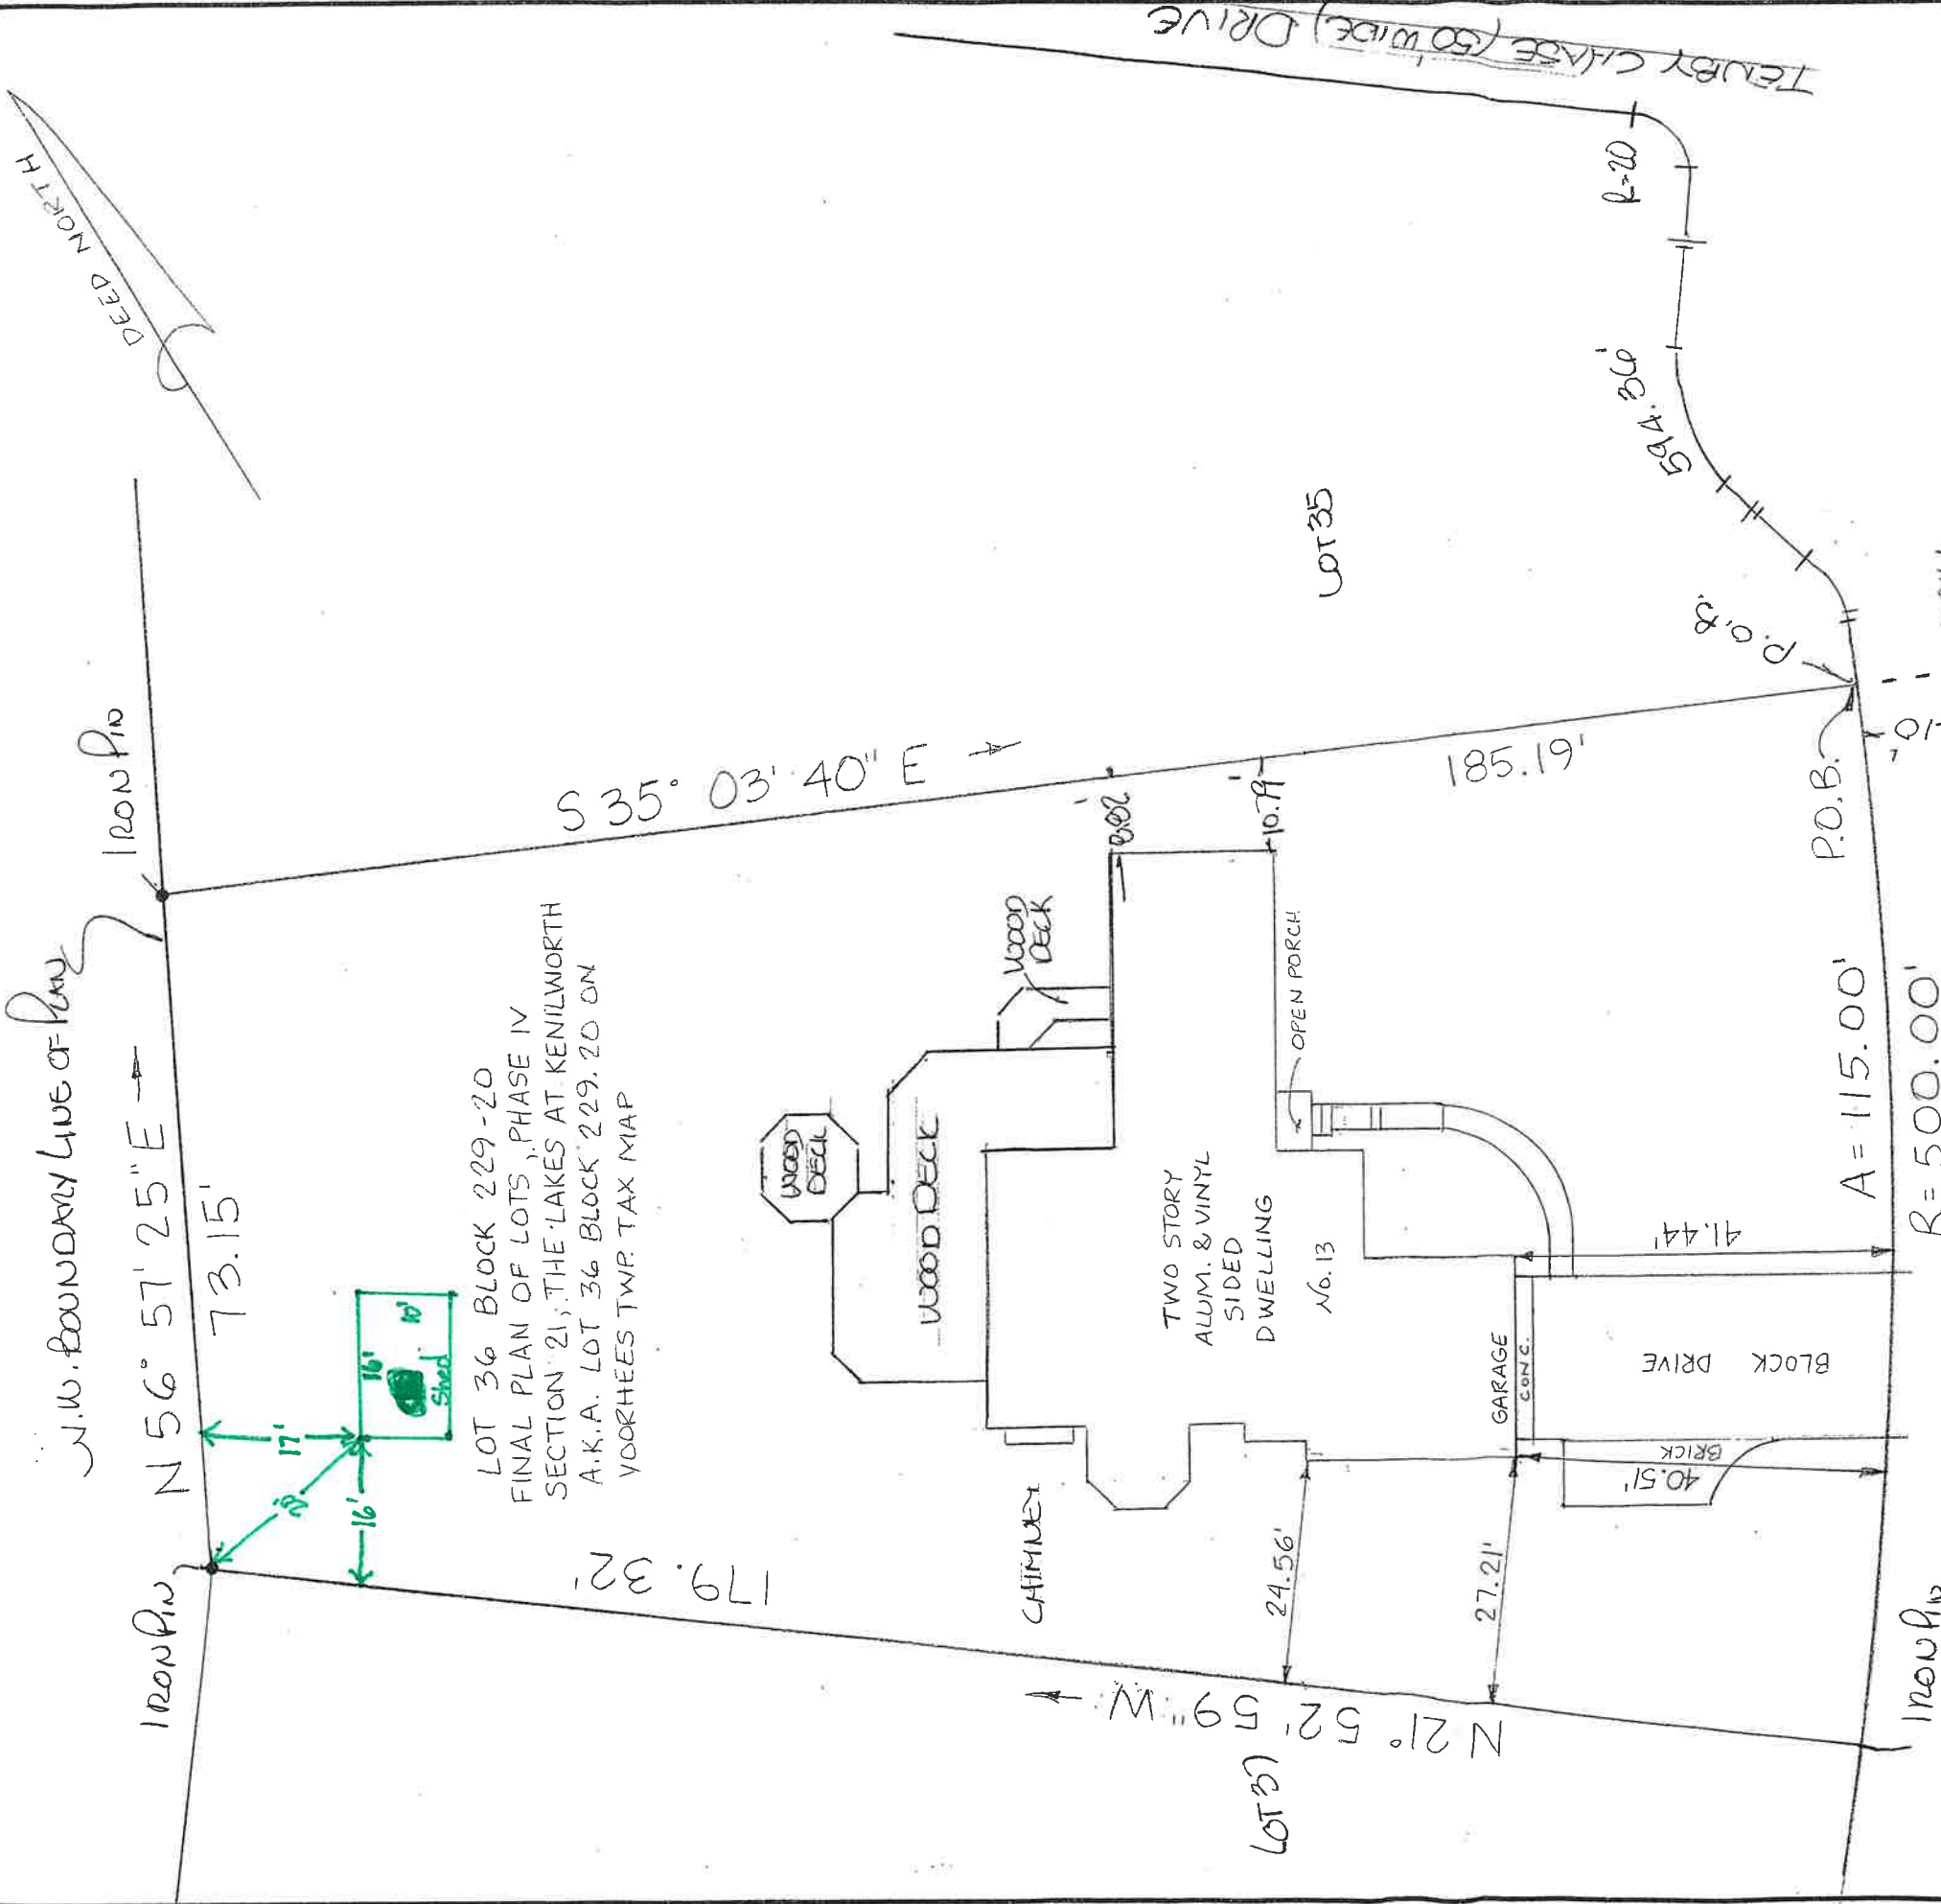 TENBY CHASE (50' WIDE) DRIVE
DEED NORTH
R=20
594.36'
LOT 35
P.O.B.
P.O.B.
IRON PIN
N.W. BOUNDARY LINE OF PLAN
N 56° 57' 25" E
73.15'
IRON PIN
S 35° 03' 40" E
185.19'
17'
16'
16'
10'
Shed
LOT 36 BLOCK 229-20
FINAL PLAN OF LOTS, PHASE IV
SECTION 21, THE LAKES AT KENILWORTH
A.K.A. LOT 36 BLOCK 229.20 ON
VOORHEES TWP. TAX MAP
179.32'
N 21° 52' 59" W
LOT 37
WOOD
DECK
WOOD DECK
WOOD
DECK
8.82
10.79
OPEN PORCH
CHIMNEY
TWO STORY
ALUM. & VINYL
SIDED
DWELLING
No. 13
24.56'
27.21'
GARAGE
CONC.
BLOCK DRIVE
BRICK
41.44'
40.51'
A = 115.00'
R = 500.00'
IRON PIN